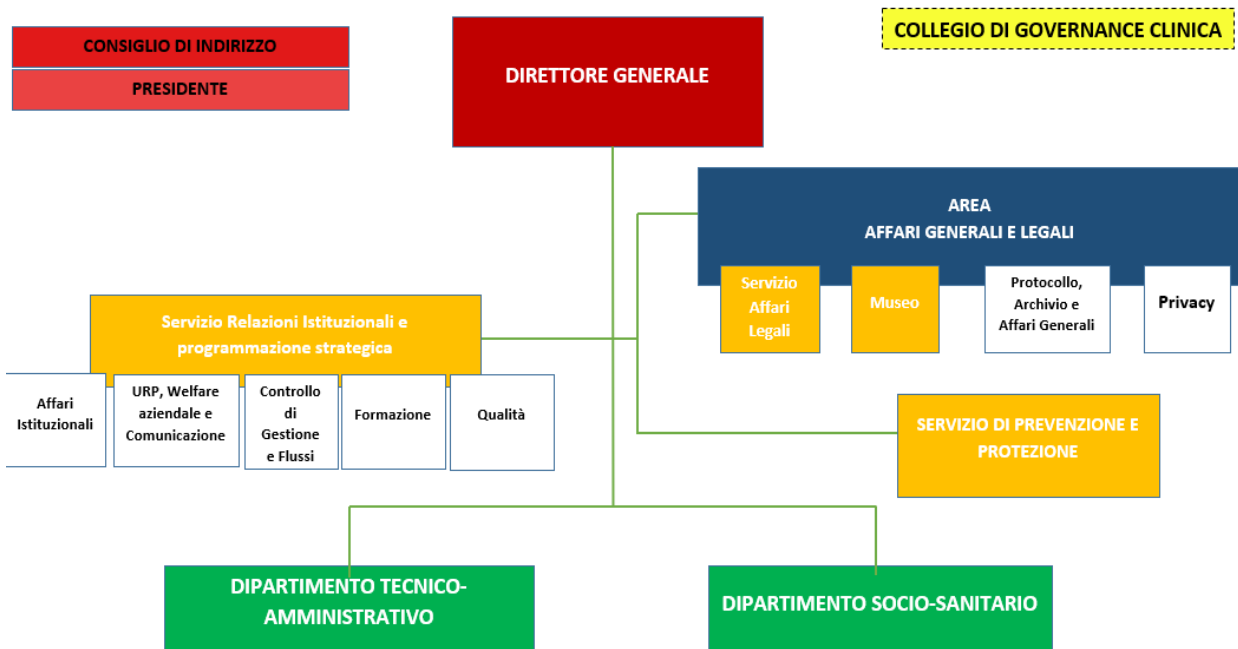 CONSIGLIO DI INDIRIZZO
PRESIDENTE
DIRETTORE GENERALE
COLLEGIO DI GOVERNANCE CLINICA
AREA
AFFARI GENERALI E LEGALI
Servizio
Affari
Legali
Museo
Protocollo,
Archivio e
Affari Generali
Privacy
Servizio Relazioni Istituzionali e
programmazione strategica
Affari
Istituzionali
URP, Welfare
aziendale e
Comunicazione
Controllo
di
Gestione
e Flussi
Formazione
Qualità
SERVIZIO DI PREVENZIONE E
PROTEZIONE
DIPARTIMENTO TECNICO-
AMMINISTRATIVO
DIPARTIMENTO SOCIO-SANITARIO